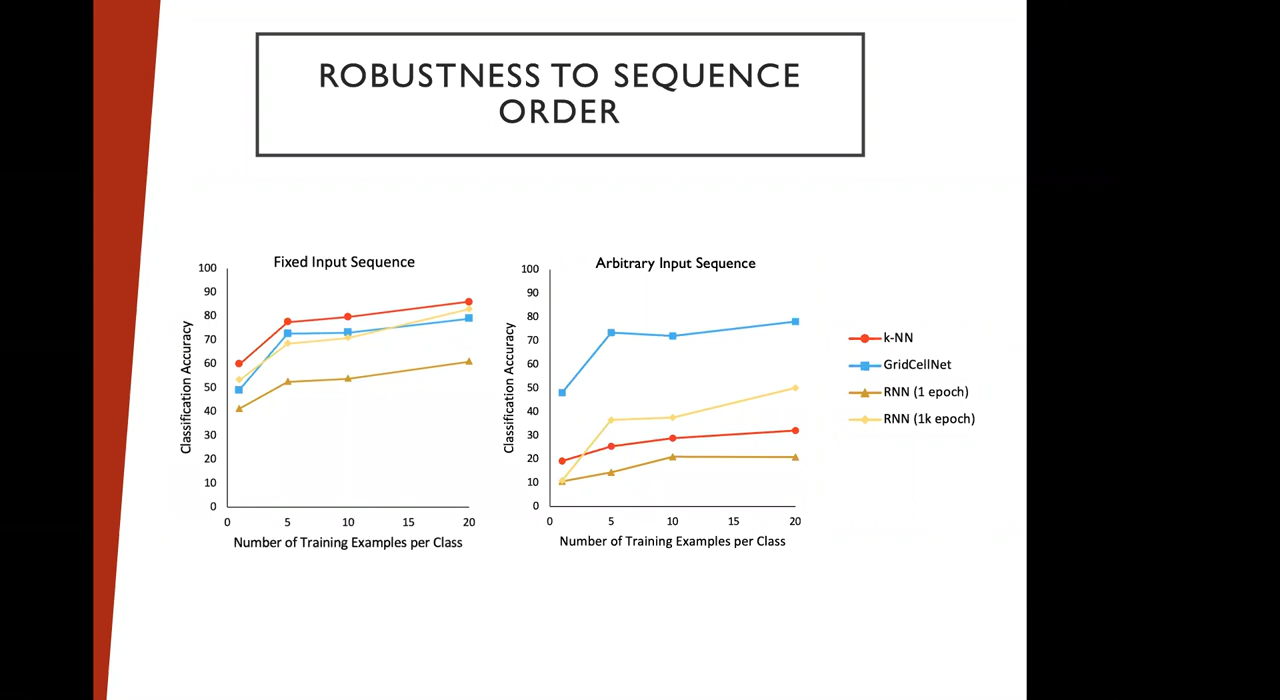 ROBUSTNESS TO SEQUENCE
ORDER
Fixed Input Sequence
100
90
80
70
60
50
40
30
20
10
0
Classification Accuracy
0 5 10 15 20
Number of Training Examples per Class
Arbitrary Input Sequence
100
90
80
70
60
50
40
30
20
10
0
Classification Accuracy
0 5 10 15 20
Number of Training Examples per Class
k-NN
GridCellNet
RNN (1 epoch)
RNN (1k epoch)